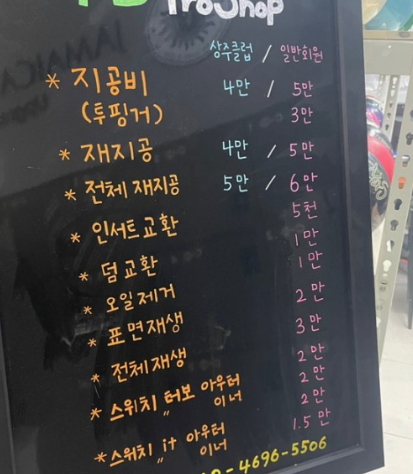 ProShop
상주클럽 / 일반회원
* 지공비 4만 / 5만
(투핑거) 3만
* 재지공 4만 / 5만
* 전체 재지공 5만 / 6만
* 인서트교환 5천
* 덤교환 1만
* 오일제거 1만
* 표면재생 2만
* 전체재생 3만
* 스위치 터보 아우터 2만
〃 이너 2만
* 스위치 it 아우터 2만
〃 이너 1.5만
-4696-5506